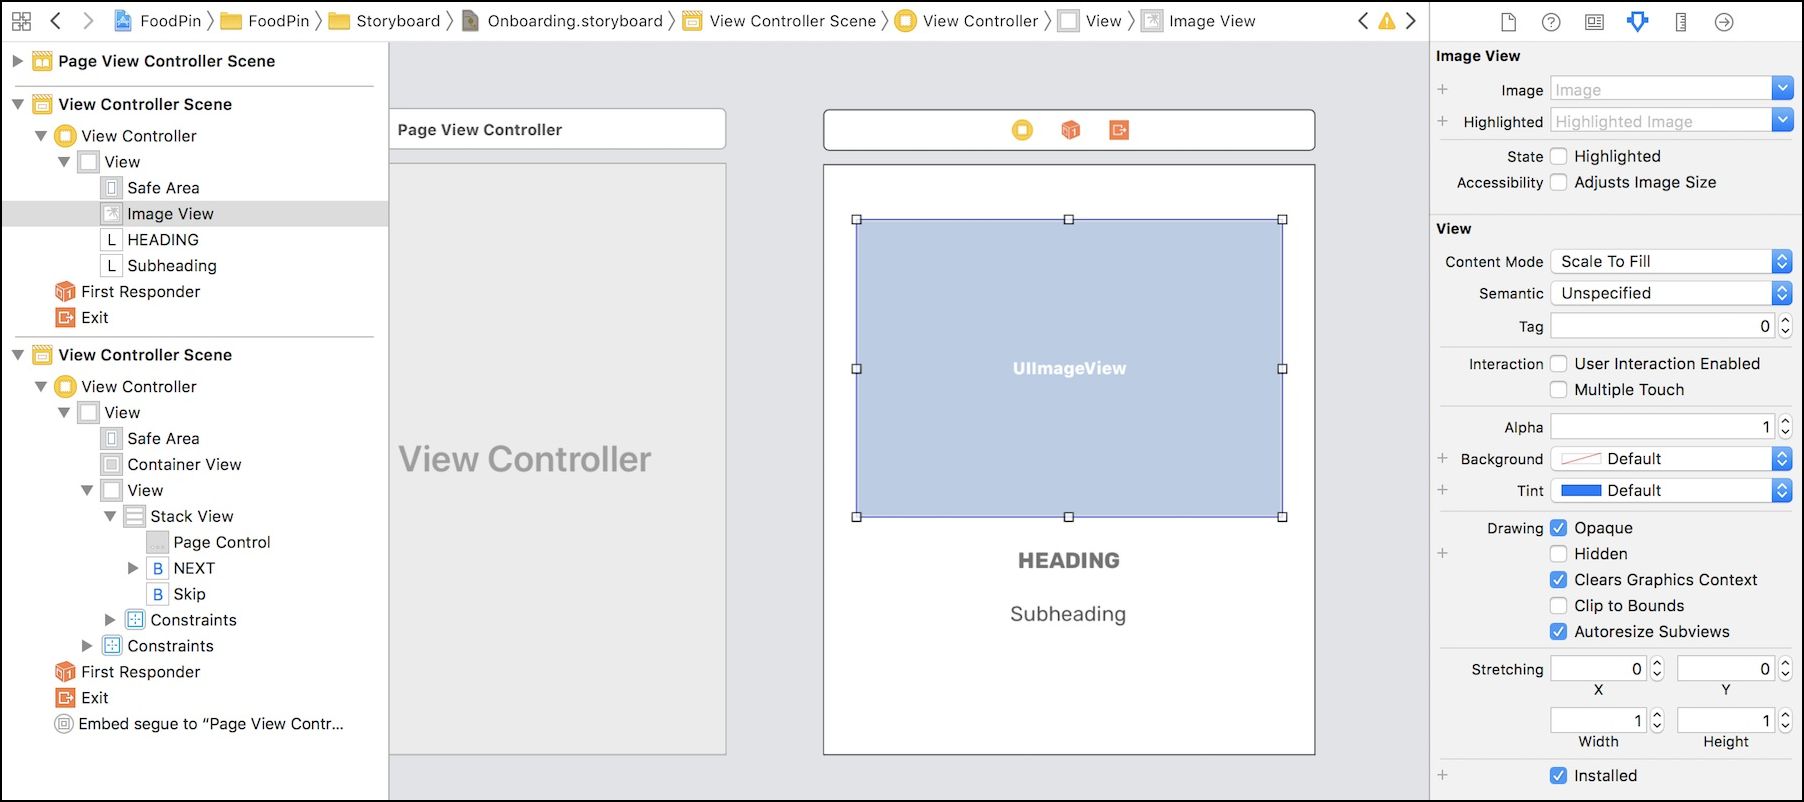 FoodPin FoodPin Storyboard Onboarding.storyboard View Controller Scene View Controller View Image View
Page View Controller Scene
View Controller Scene
View Controller
View
Safe Area
Image View
L HEADING
L Subheading
First Responder
Exit
View Controller Scene
View Controller
View
Safe Area
Container View
View
Stack View
Page Control
B NEXT
B Skip
Constraints
Constraints
First Responder
Exit
Embed segue to “Page View Contr...
Page View Controller
View Controller
UIImageView
HEADING
Subheading
Image View
Image Image
Highlighted Highlighted Image
State Highlighted
Accessibility Adjusts Image Size
View
Content Mode Scale To Fill
Semantic Unspecified
Tag 0
Interaction User Interaction Enabled
Multiple Touch
Alpha 1
Background Default
Tint Default
Drawing Opaque
Hidden
Clears Graphics Context
Clip to Bounds
Autoresize Subviews
Stretching 0 0
X Y
1 1
Width Height
Installed